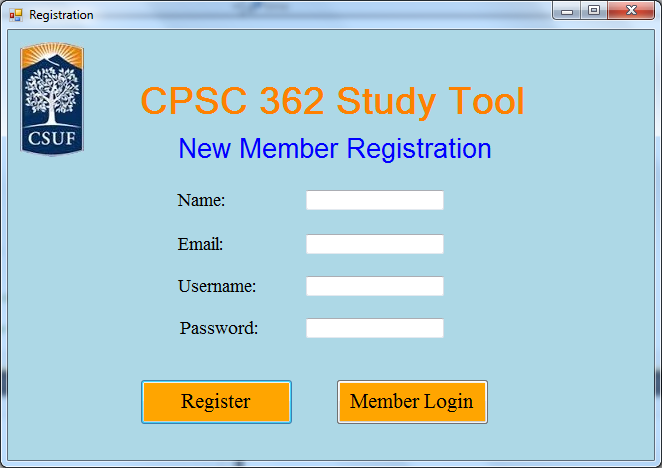 Registration
CSUF
CPSC 362 Study Tool
New Member Registration
Name:
Email:
Username:
Password:
Register Member Login